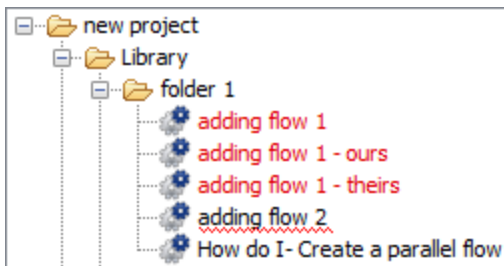 new project
Library
folder 1
adding flow 1
adding flow 1 - ours
adding flow 1 - theirs
adding flow 2
How do I- Create a parallel flow